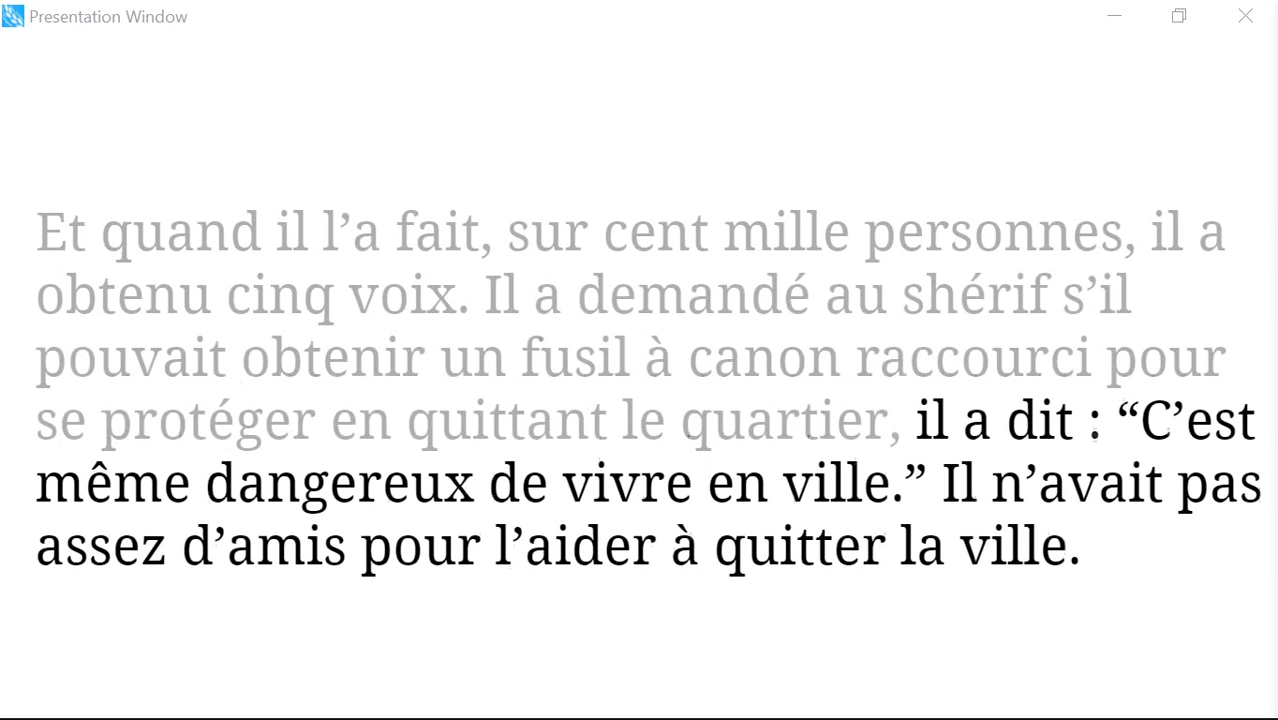 Presentation Window
Et quand il l’a fait, sur cent mille personnes, il a
obtenu cinq voix. Il a demandé au shérif s’il
pouvait obtenir un fusil à canon raccourci pour
se protéger en quittant le quartier, il a dit : “C’est
même dangereux de vivre en ville.” Il n’avait pas
assez d’amis pour l’aider à quitter la ville.